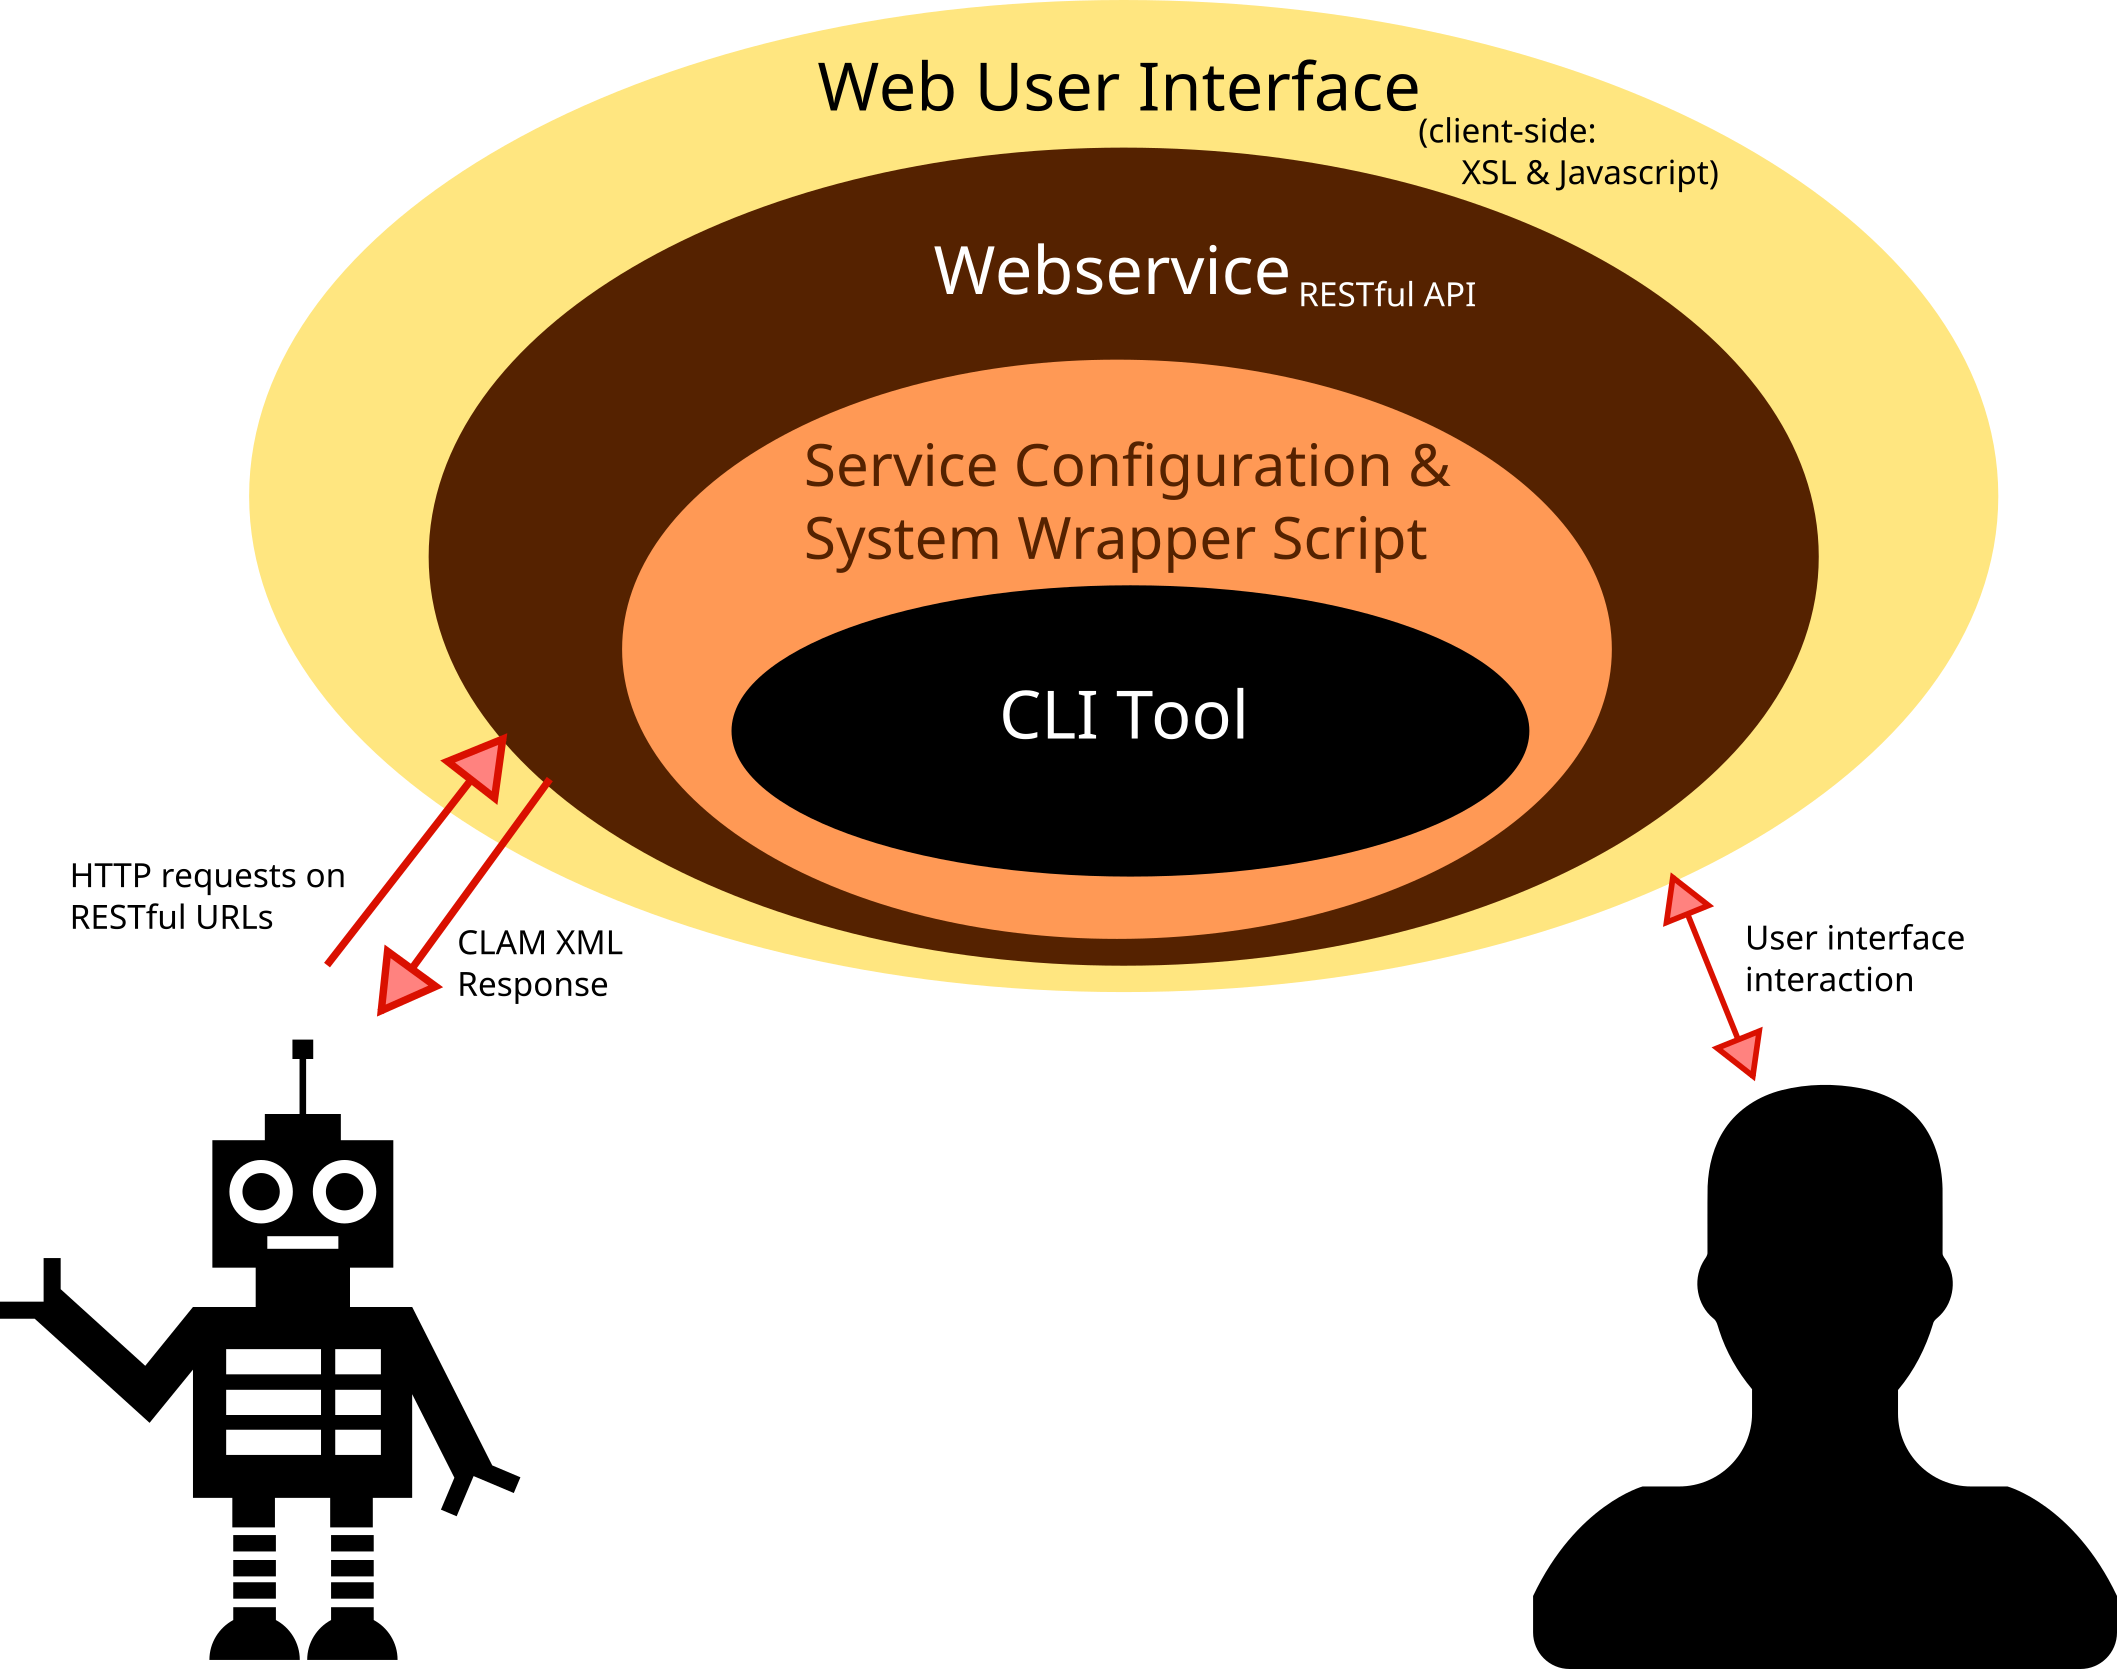 Web User Interface
(client-side:
XSL & Javascript)
Webservice RESTful API
Service Configuration &
System Wrapper Script
CLI Tool
HTTP requests on
RESTful URLs
CLAM XML
Response
User interface
interaction